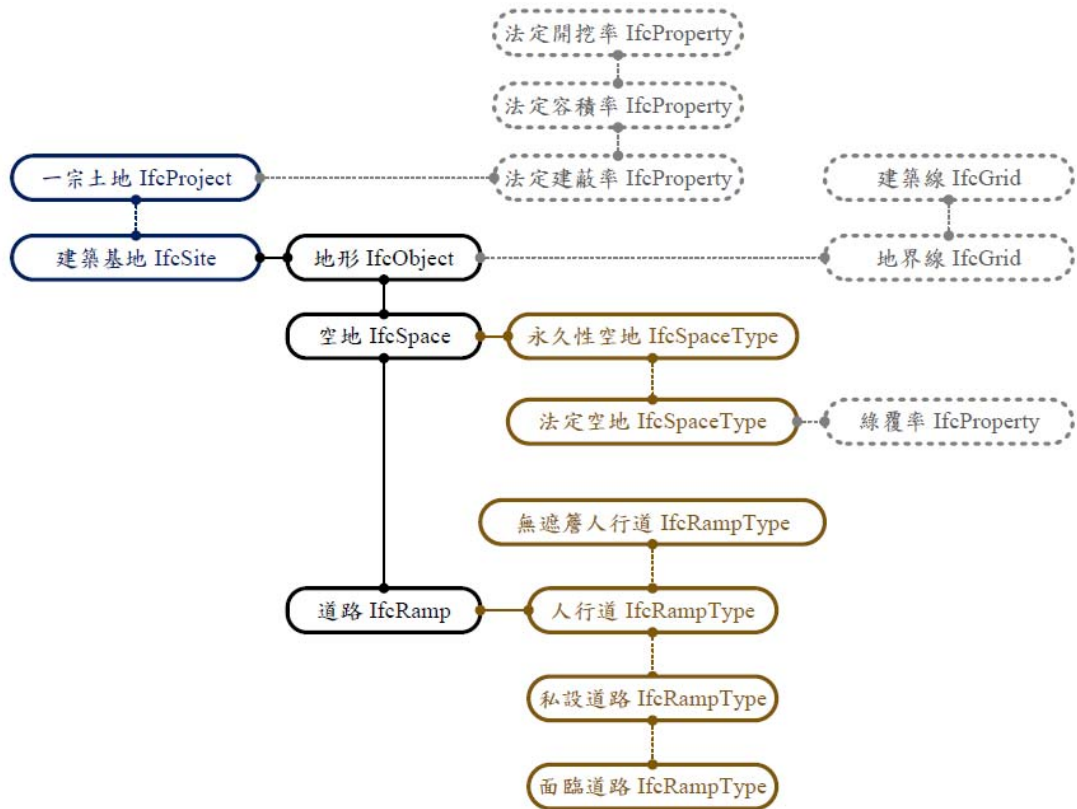 法定開挖率 IfcProperty
法定容積率 IfcProperty
一宗土地 IfcProject
法定建蔽率 IfcProperty
建築線 IfcGrid
建築基地 IfcSite
地形 IfcObject
地界線 IfcGrid
空地 IfcSpace
永久性空地 IfcSpaceType
法定空地 IfcSpaceType
綠覆率 IfcProperty
無遮簷人行道 IfcRampType
道路 IfcRamp
人行道 IfcRampType
私設道路 IfcRampType
面臨道路 IfcRampType